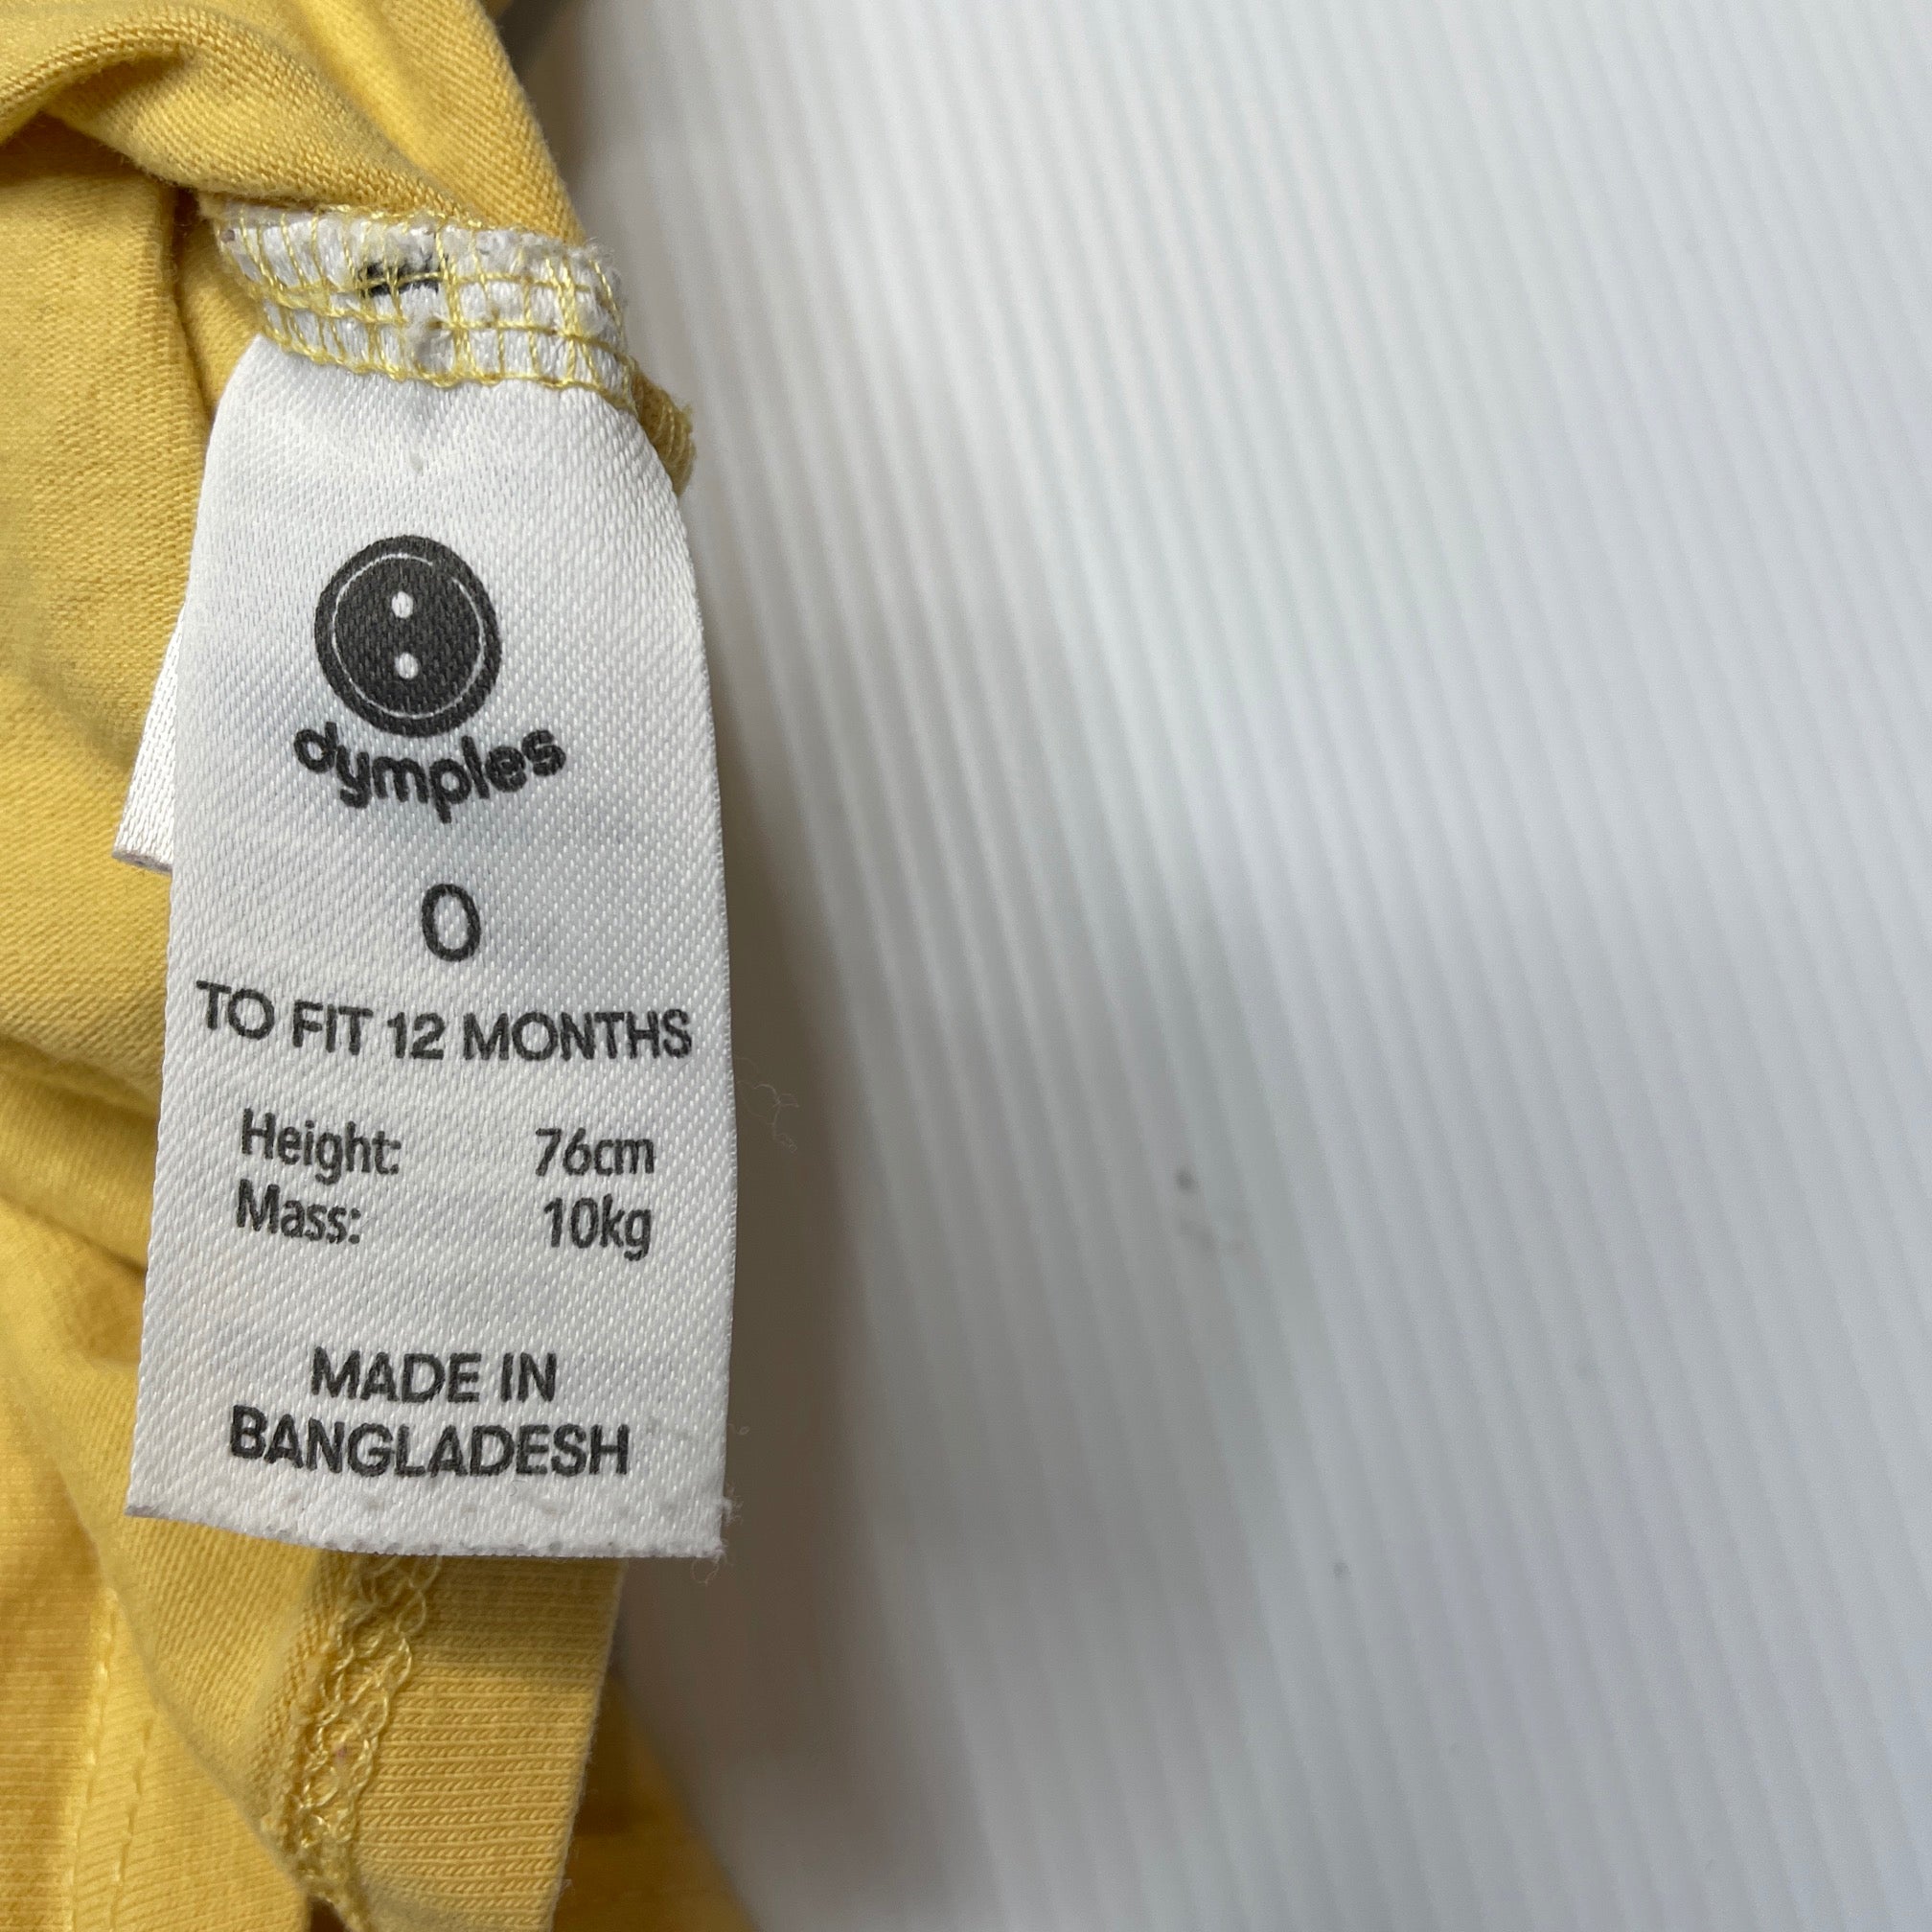 dymples
0
TO FIT 12 MONTHS
Height: 76cm
Mass: 10kg
MADE IN
BANGLADESH